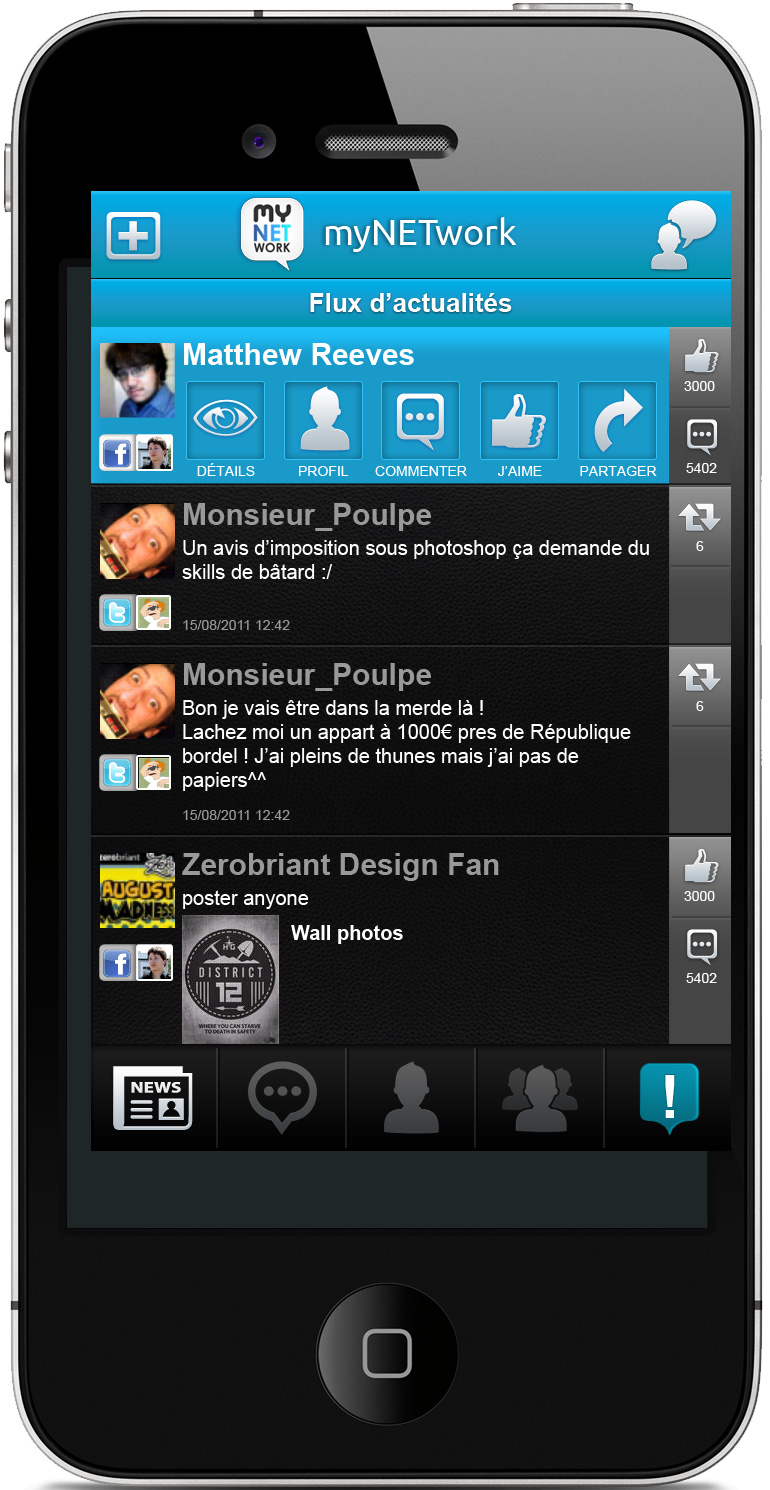 MY
NET
WORK
myNETwork
Flux d’actualités
Matthew Reeves
3000
DÉTAILS
PROFIL
COMMENTER
J’AIME
PARTAGER
5402
Monsieur_Poulpe
Un avis d’imposition sous photoshop ça demande du
skills de bâtard :/
15/08/2011 12:42
6
Monsieur_Poulpe
Bon je vais être dans la merde là !
Lachez moi un appart à 1000€ pres de République
bordel ! J’ai pleins de thunes mais j’ai pas de
papiers^^
15/08/2011 12:42
6
zerobriant
AUGUST
MADNESS
Zerobriant Design Fan
poster anyone
Wall photos
HG
DISTRICT
12
WHERE YOU CAN STARVE
TO DEATH IN SAFETY
3000
5402
NEWS
!